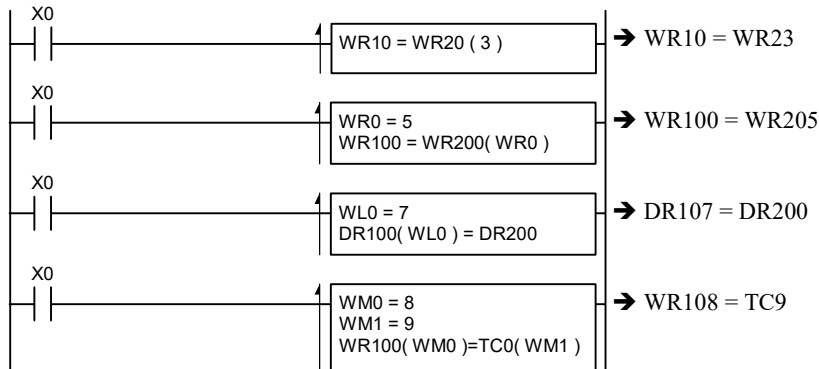 X0
WR10 = WR20 ( 3 )
➔ WR10 = WR23
X0
WR0 = 5
WR100 = WR200( WR0 )
➔ WR100 = WR205
X0
WL0 = 7
DR100( WL0 ) = DR200
➔ DR107 = DR200
X0
WM0 = 8
WM1 = 9
WR100( WM0 )=TC0( WM1 )
➔ WR108 = TC9